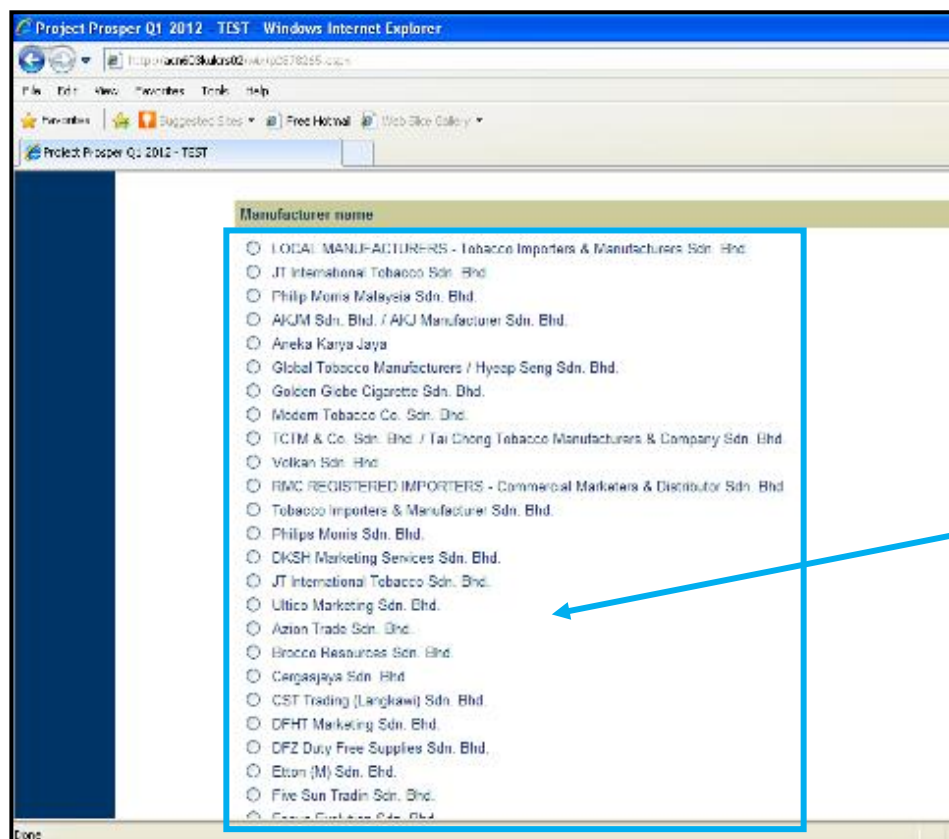 Project Prosper Q1 2012 - TEST - Windows Internet Explorer
File Edit View Favorites Tools Help
Favorites Suggested Sites Free Hotmail Web Slice Gallery
Project Prosper Q1 2012 - TEST
Manufacturer name
LOCAL MANUFACTURERS - Tobacco Importers & Manufacturers Sdn. Bhd.
JT International Tobacco Sdn. Bhd.
Philip Morris Malaysia Sdn. Bhd.
AKJM Sdn. Bhd. / AKJ Manufacturer Sdn. Bhd.
Aneka Karya Jaya
Global Tobacco Manufacturers / Hyeap Seng Sdn. Bhd.
Golden Globe Cigarette Sdn. Bhd.
Modern Tobacco Co. Sdn. Bhd.
TCTM & Co. Sdn. Bhd. / Tai Chong Tobacco Manufacturers & Company Sdn. Bhd.
Volkan Sdn. Bhd.
RMC REGISTERED IMPORTERS - Commercial Marketers & Distributor Sdn. Bhd.
Tobacco Importers & Manufacturer Sdn. Bhd.
Philips Morris Sdn. Bhd.
DKSH Marketing Services Sdn. Bhd.
JT International Tobacco Sdn. Bhd.
Ultico Marketing Sdn. Bhd.
Azion Trade Sdn. Bhd.
Brocco Resources Sdn. Bhd.
Cergasjaya Sdn. Bhd.
CST Trading (Langkawi) Sdn. Bhd.
DFHT Marketing Sdn. Bhd.
DFZ Duty Free Supplies Sdn. Bhd.
Etton (M) Sdn. Bhd.
Five Sun Tradin Sdn. Bhd.
Sdn. Bhd.
Done